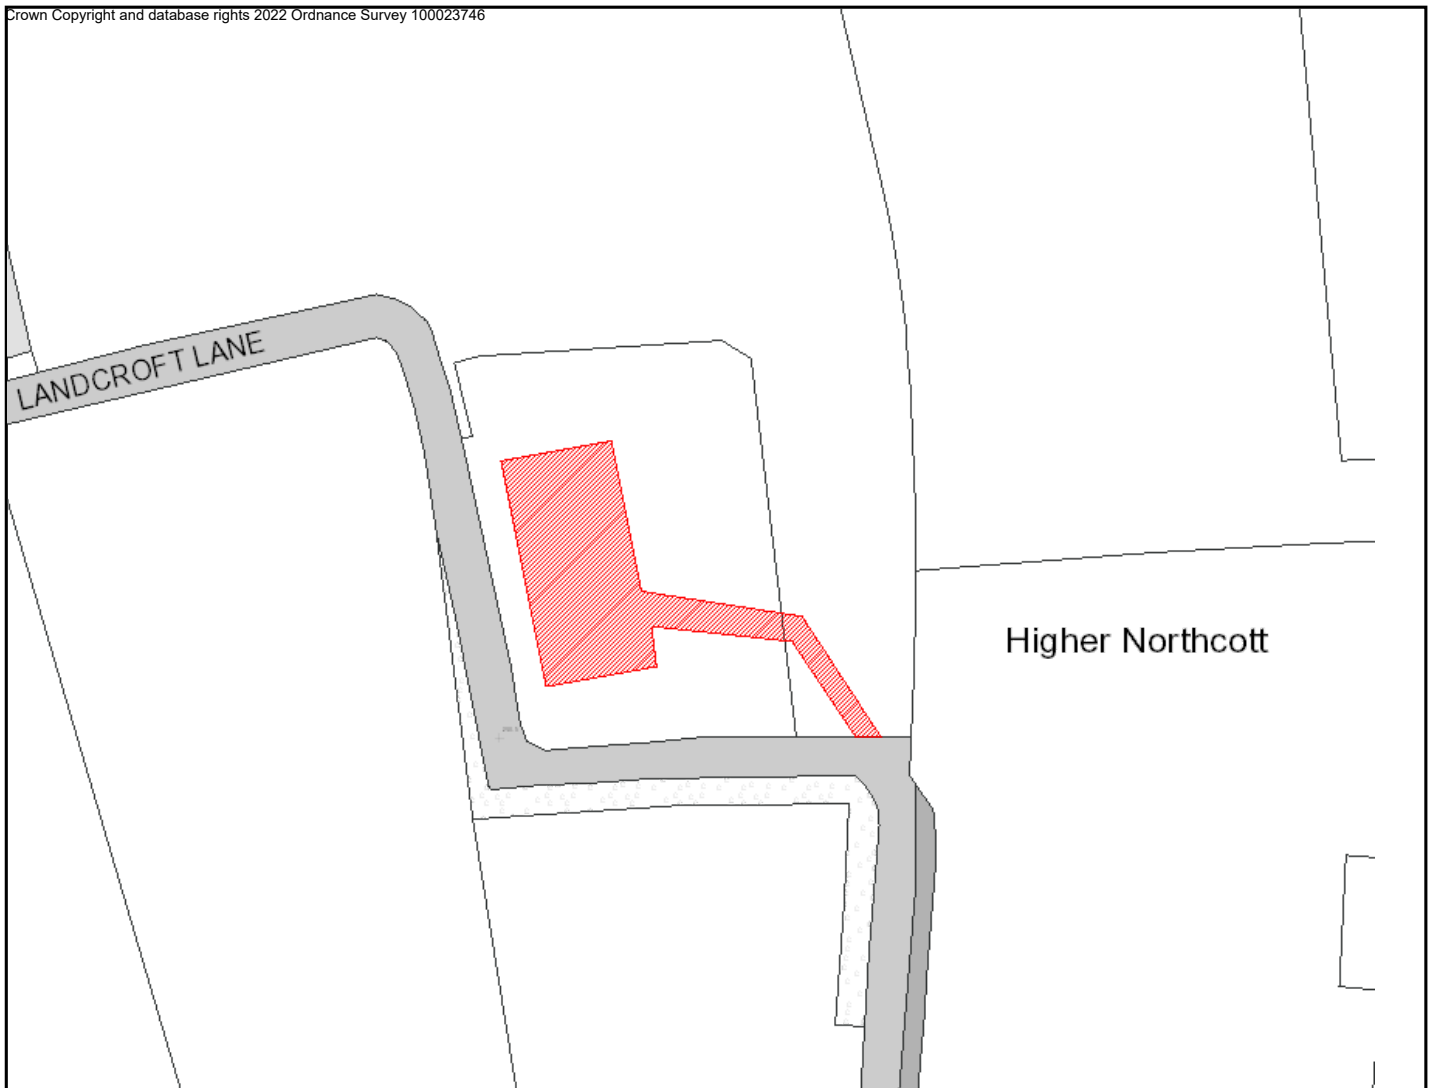 Crown Copyright and database rights 2022 Ordnance Survey 100023746
LANDCROFT LANE
Higher Northcott